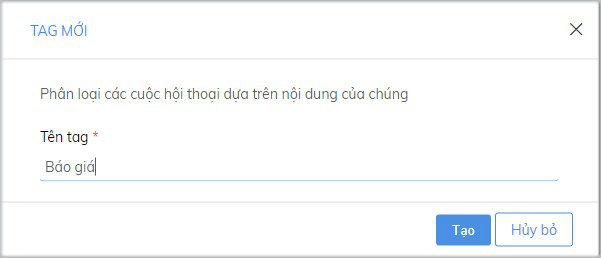 TAG MỚI
Phân loại các cuộc hội thoại dựa trên nội dung của chúng
Tên tag *
Báo giá
Tạo
Hủy bỏ